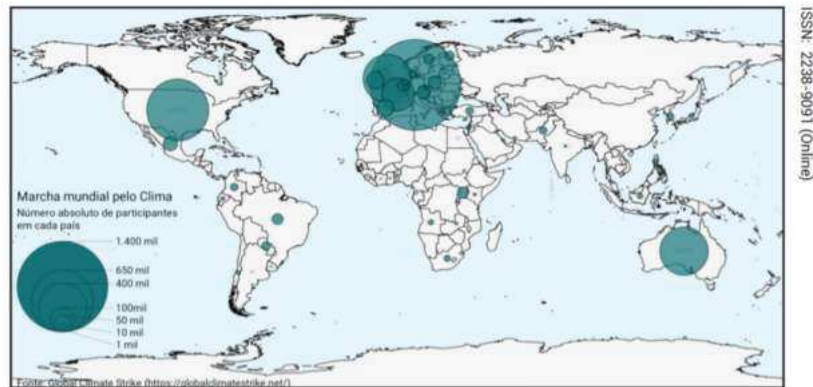 Marcha mundial pelo Clima
Número absoluto de participantes
em cada país
1.400 mil
650 mil
400 mil
100mil
50 mil
10 mil
1 mil
Fonte: Global Climate Strike (https://globalclimatestrike.net/)
ISSN: 2238-9091 (Online)